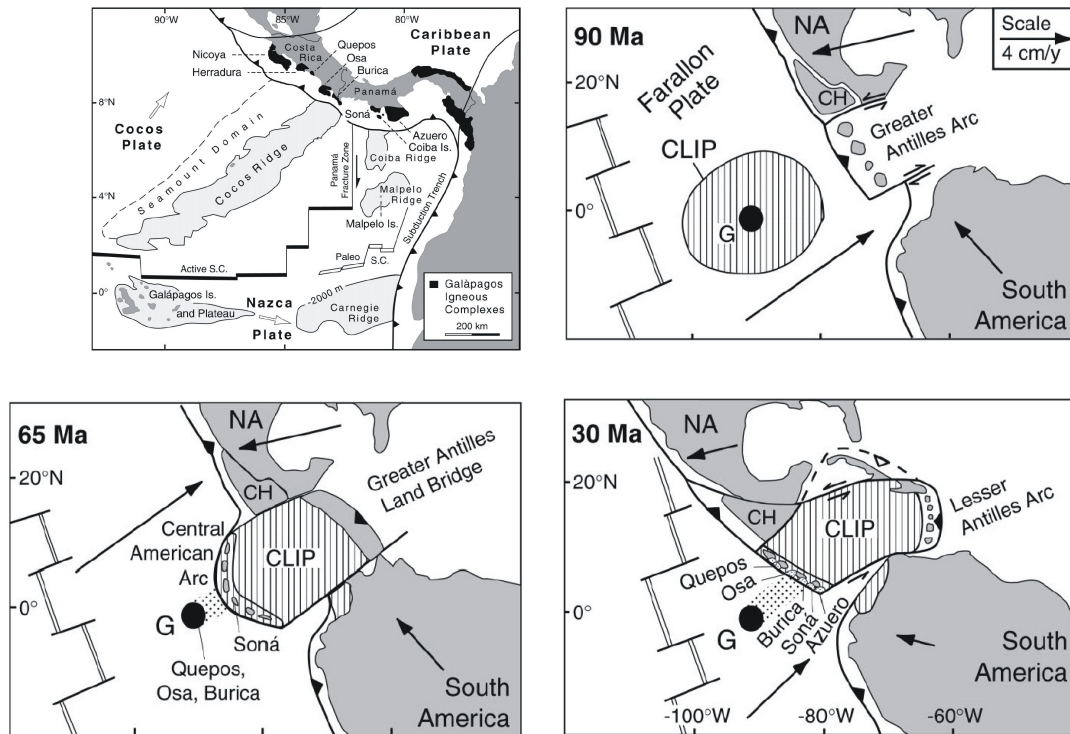 90°W
85°W
80°W
Caribbean
Plate
Nicoya
Herradura
Costa
Rica
Quepos
Osa
Burica
Panamá
8°N
Cocos
Plate
Soná
Azuero
Coiba Is.
Coiba Ridge
Seamount Domain
Cocos Ridge
Panamá
Fracture Zone
Malpelo
Ridge
Malpelo Is.
Subduction Trench
4°N
Active S.C.
Paleo
S.C.
0°
Galápagos Is.
and Plateau
Nazca
Plate
-2000 m
Carnegie
Ridge
Galàpagos
Igneous
Complexes
200 km
90 Ma
NA
Scale
4 cm/y
20°N
Farallon
Plate
CH
Greater
Antilles Arc
CLIP
0°
G
South
America
65 Ma
NA
20°N
CH
Greater Antilles
Land Bridge
Central
American
Arc
CLIP
0°
G
Soná
Quepos,
Osa, Burica
South
America
30 Ma
NA
20°N
CH
CLIP
Lesser
Antilles Arc
Quepos
Osa
Burica
Soná
Azuero
0°
G
South
America
-100°W
-80°W
-60°W